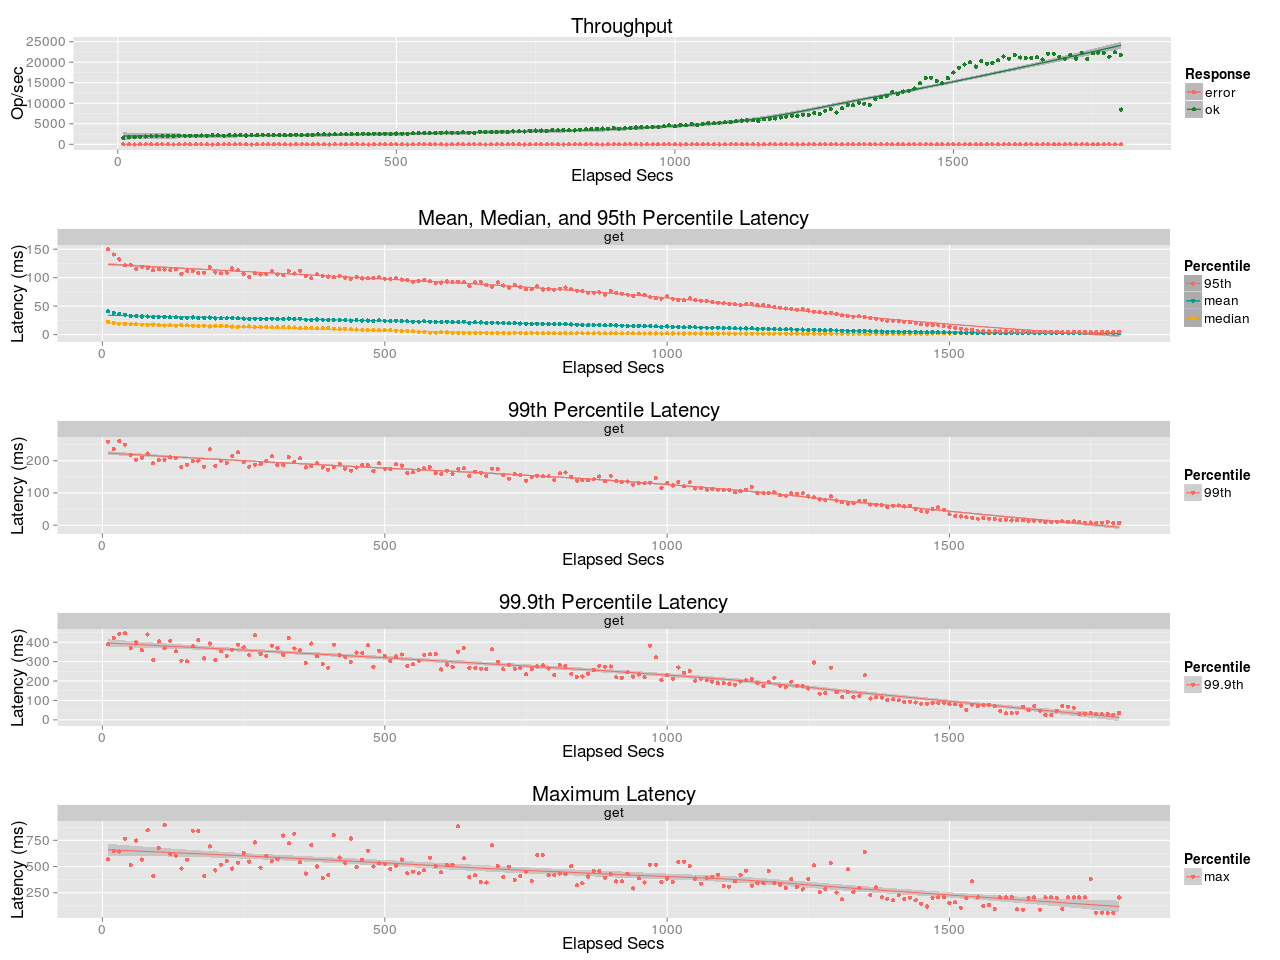 Throughput
Op/sec
25000
20000
15000
10000
5000
0
0 500 1000 1500
Elapsed Secs
Response
error
ok
Mean, Median, and 95th Percentile Latency
get
Latency (ms)
150
100
50
0
0 500 1000 1500
Elapsed Secs
Percentile
95th
mean
median
99th Percentile Latency
get
Latency (ms)
200
100
0
0 500 1000 1500
Elapsed Secs
Percentile
99th
99.9th Percentile Latency
get
Latency (ms)
400
300
200
100
0
0 500 1000 1500
Elapsed Secs
Percentile
99.9th
Maximum Latency
get
Latency (ms)
750
500
250
0 500 1000 1500
Elapsed Secs
Percentile
max